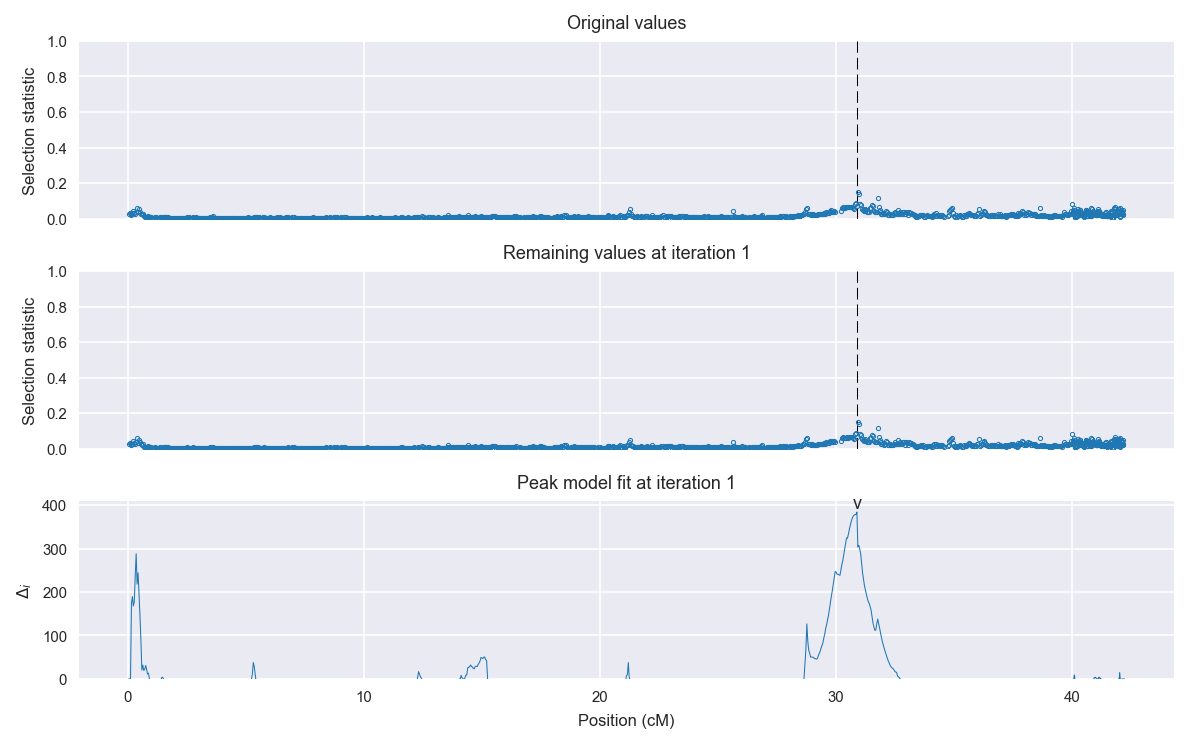 Original values
Selection statistic
1.0
0.8
0.6
0.4
0.2
0.0
Remaining values at iteration 1
Selection statistic
1.0
0.8
0.6
0.4
0.2
0.0
Peak model fit at iteration 1
v
Δi
400
300
200
100
0
0 10 20 30 40
Position (cM)